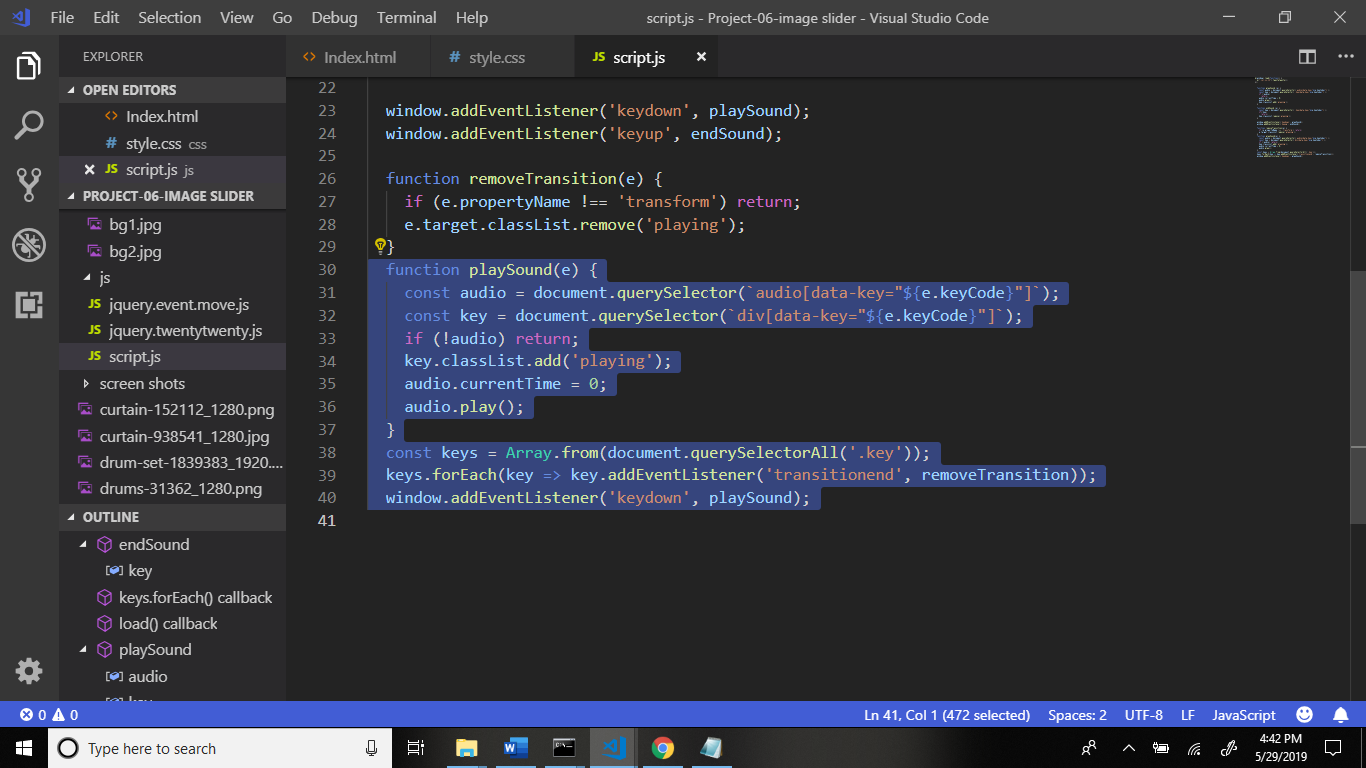 File Edit Selection View Go Debug Terminal Help
script.js - Project-06-image slider - Visual Studio Code
EXPLORER
OPEN EDITORS
<> Index.html
# style.css css
JS script.js js
PROJECT-06-IMAGE SLIDER
bg1.jpg
bg2.jpg
js
JS jquery.event.move.js
JS jquery.twentytwenty.js
JS script.js
screen shots
curtain-152112_1280.png
curtain-938541_1280.jpg
drum-set-1839383_1920....
drums-31362_1280.png
OUTLINE
endSound
key
keys.forEach() callback
load() callback
playSound
audio
<> Index.html
# style.css
JS script.js
22
23 window.addEventListener('keydown', playSound);
24 window.addEventListener('keyup', endSound);
25
26 function removeTransition(e) {
27 if (e.propertyName !== 'transform') return;
28 e.target.classList.remove('playing');
29 }
30 function playSound(e) {
31 const audio = document.querySelector(`audio[data-key="${e.keyCode}"]`);
32 const key = document.querySelector(`div[data-key="${e.keyCode}"]`);
33 if (!audio) return;
34 key.classList.add('playing');
35 audio.currentTime = 0;
36 audio.play();
37 }
38 const keys = Array.from(document.querySelectorAll('.key'));
39 keys.forEach(key => key.addEventListener('transitionend', removeTransition));
40 window.addEventListener('keydown', playSound);
41
0 0
Ln 41, Col 1 (472 selected) Spaces: 2 UTF-8 LF JavaScript
Type here to search
4:42 PM
5/29/2019